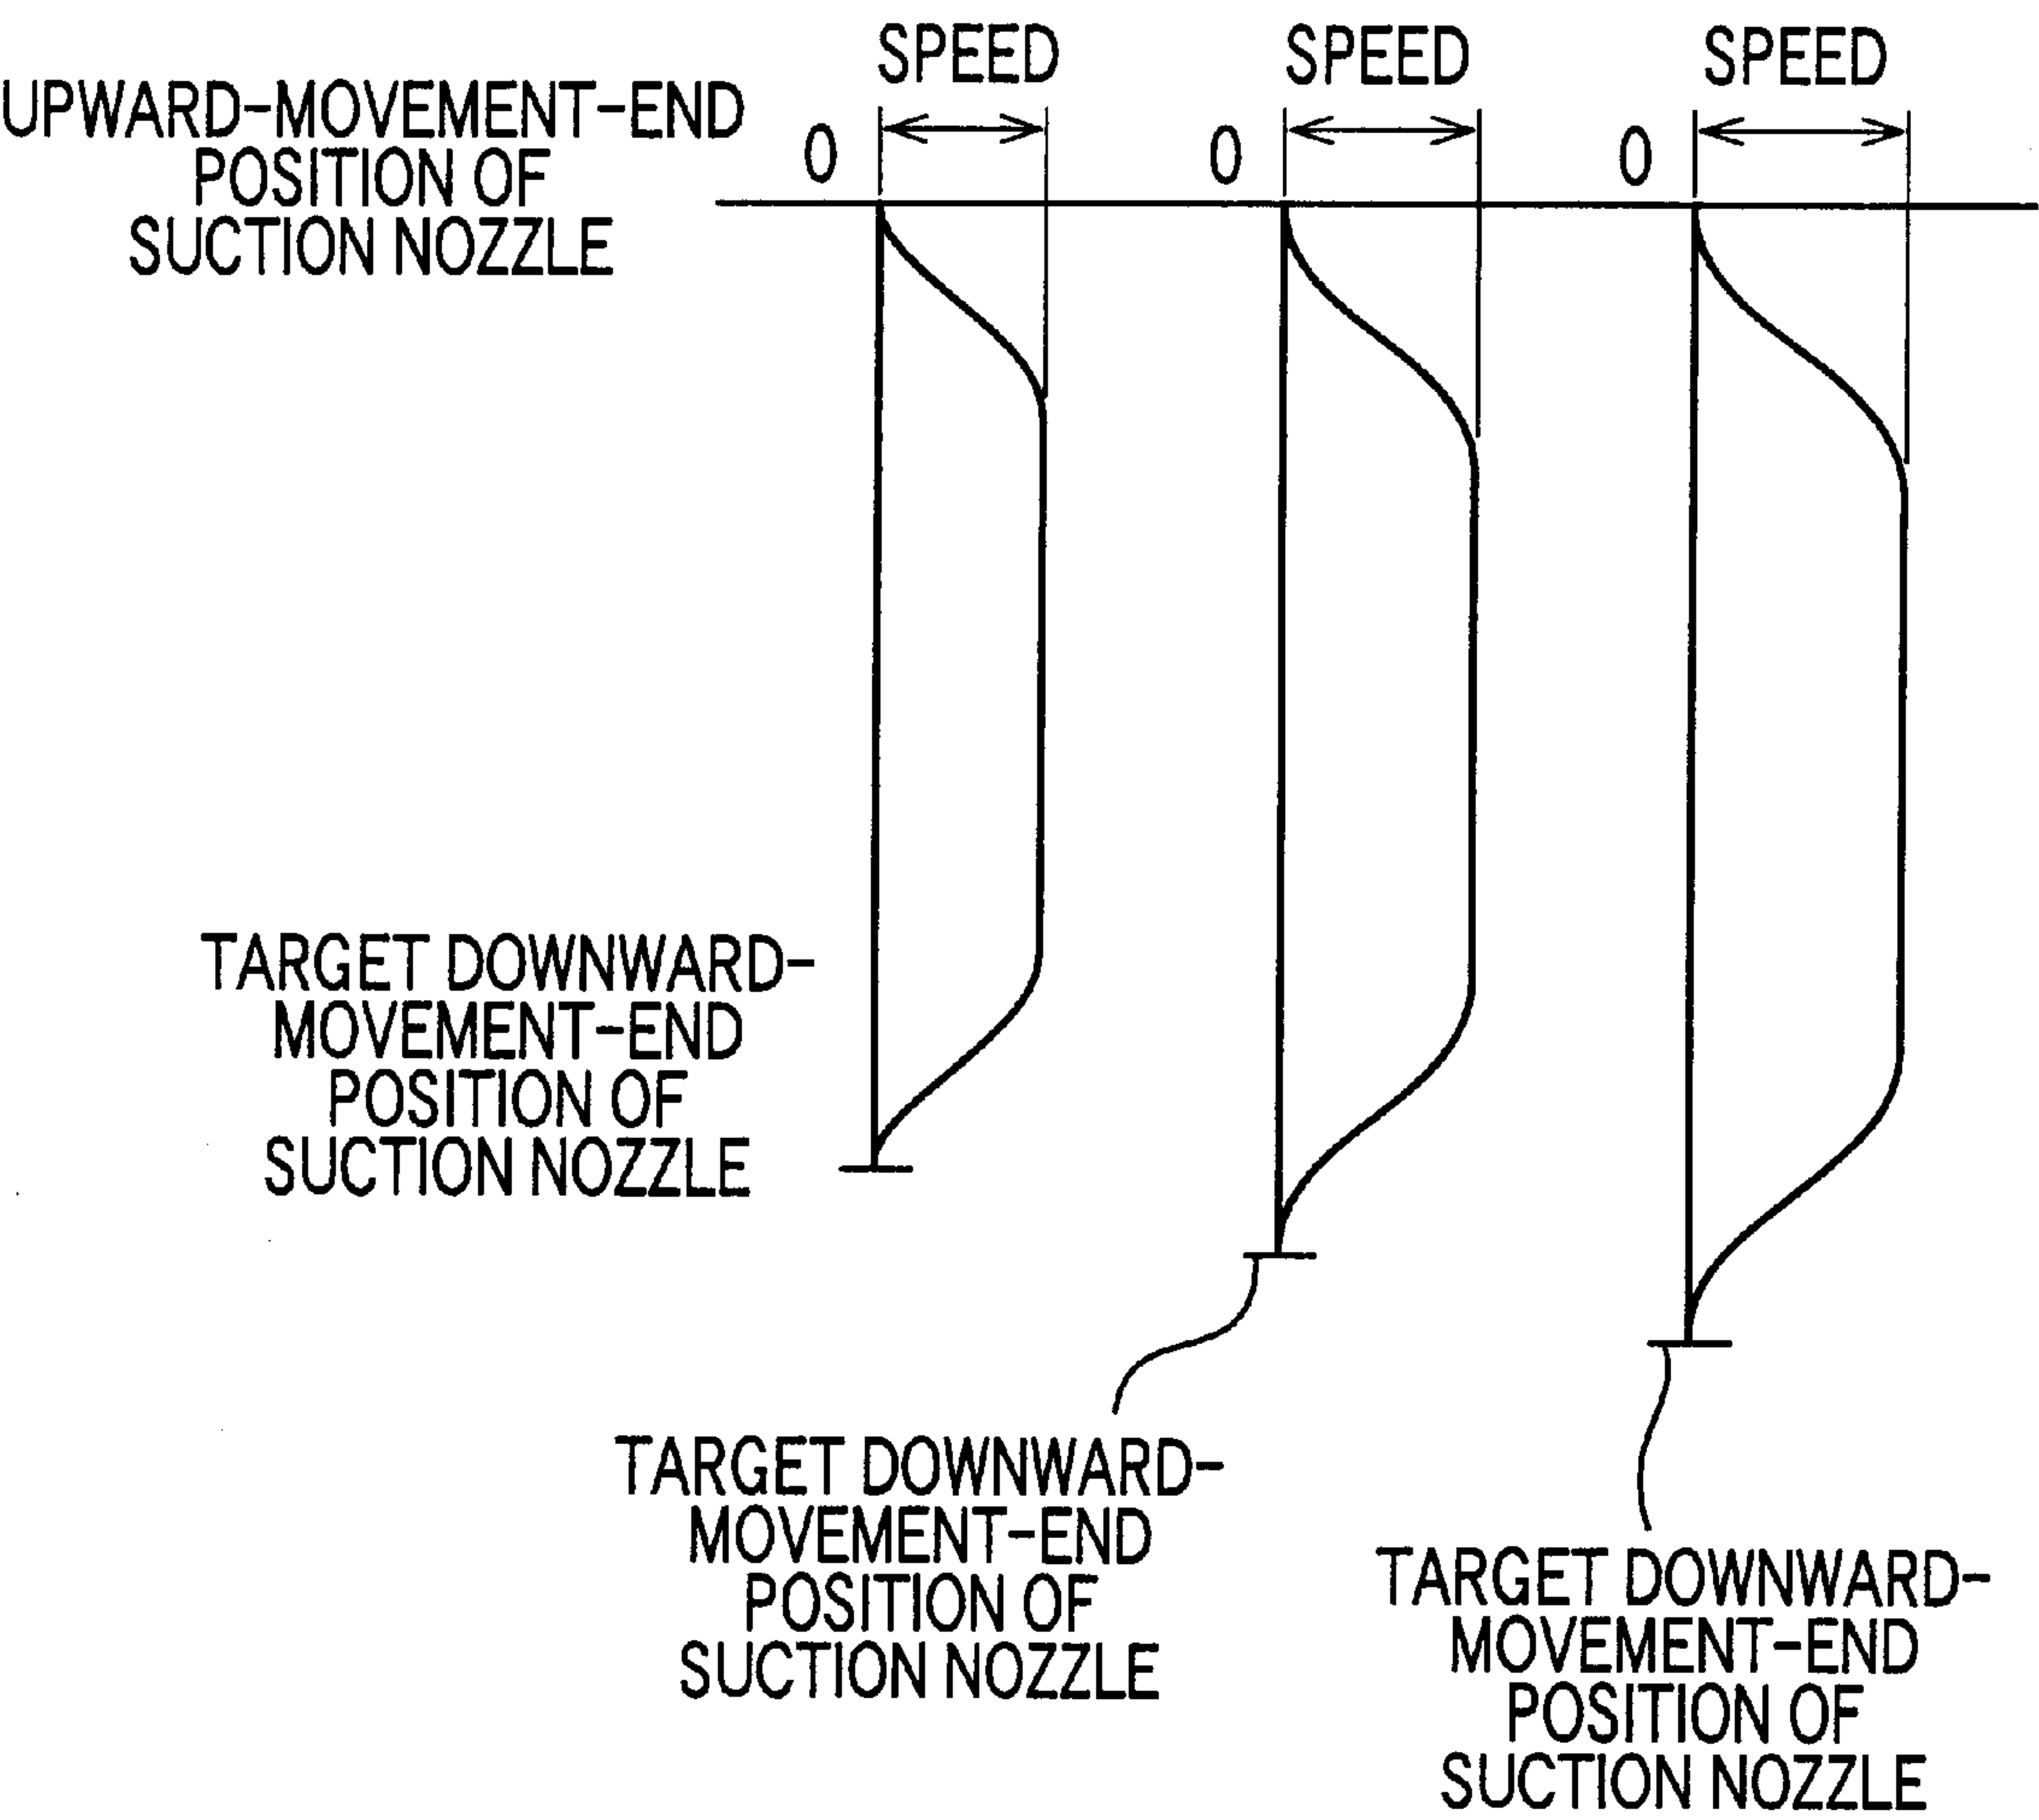 SPEED
SPEED
SPEED
UPWARD-MOVEMENT-END
POSITION OF
SUCTION NOZZLE
0
0
0
TARGET DOWNWARD-
MOVEMENT-END
POSITION OF
SUCTION NOZZLE
TARGET DOWNWARD-
MOVEMENT-END
POSITION OF
SUCTION NOZZLE
TARGET DOWNWARD-
MOVEMENT-END
POSITION OF
SUCTION NOZZLE